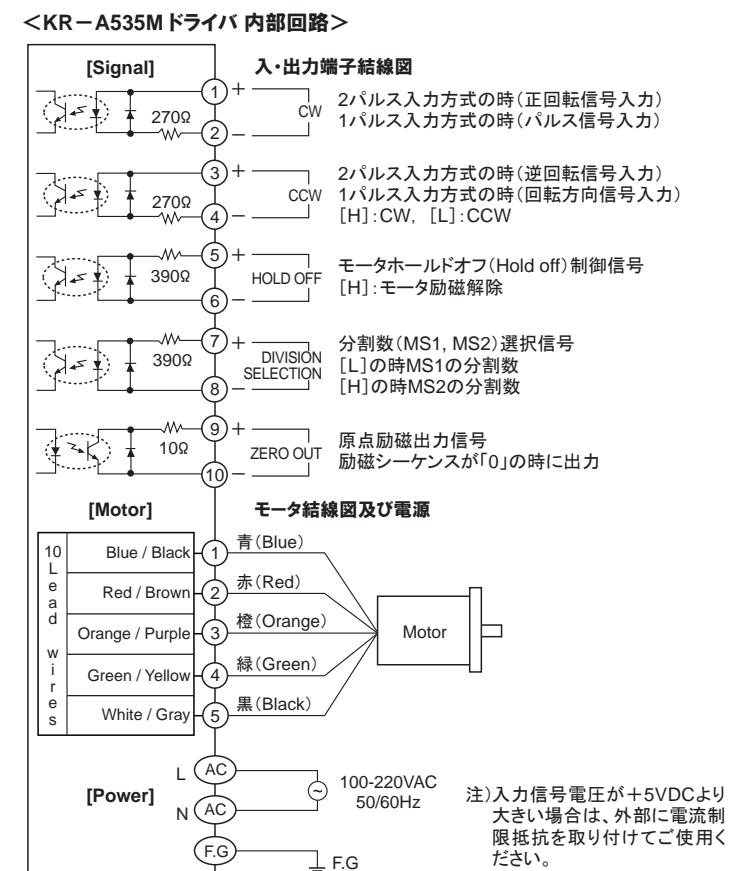 ＜KR－A535M ドライバ 内部回路＞
[Signal]
入・出力端子結線図
270Ω
1
+
2
－
CW
2パルス入力方式の時（正回転信号入力）
1パルス入力方式の時（パルス信号入力）
270Ω
3
+
4
－
CCW
2パルス入力方式の時（逆回転信号入力）
1パルス入力方式の時（回転方向信号入力）
［H］：CW, ［L］：CCW
390Ω
5
+
6
－
HOLD OFF
モータホールドオフ（Hold off）制御信号
［H］：モータ励磁解除
390Ω
7
+
8
－
DIVISION
SELECTION
分割数（MS1, MS2）選択信号
［L］の時MS1の分割数
［H］の時MS2の分割数
10Ω
9
+
10
－
ZERO OUT
原点励磁出力信号
励磁シーケンスが「0」の時に出力
[Motor]
モータ結線図及び電源
10 Lead wires
Blue / Black
1
青（Blue）
Red / Brown
2
赤（Red）
Orange / Purple
3
橙（Orange）
Green / Yellow
4
緑（Green）
White / Gray
5
黒（Black）
Motor
[Power]
L
AC
N
AC
F.G
100-220VAC
50/60Hz
F.G
注）入力信号電圧が＋5VDCより
大きい場合は、外部に電流制
限抵抗を取り付けてご使用く
ださい。